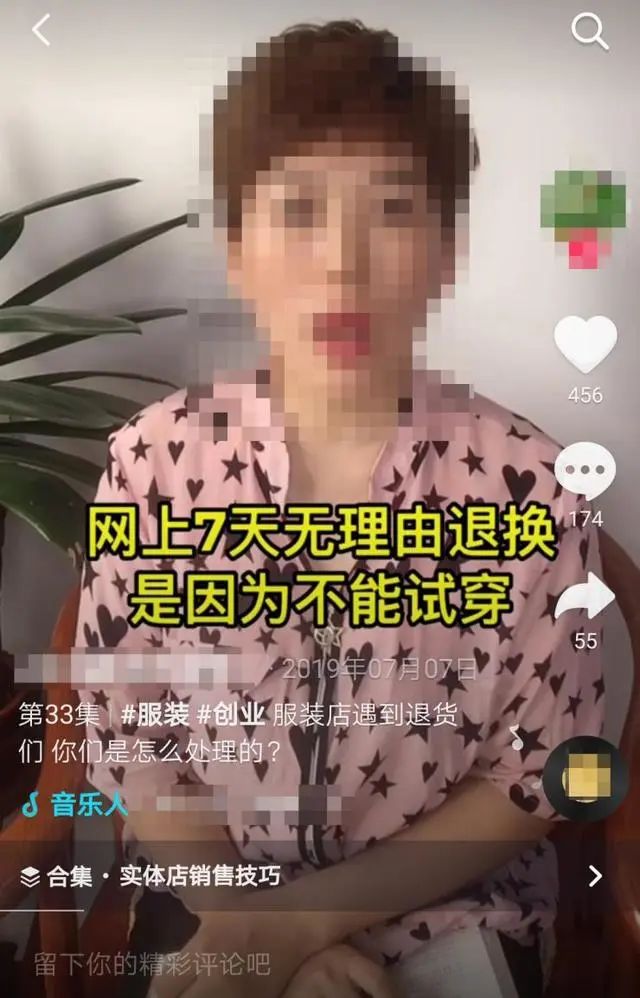 456
174
55
网上7天无理由退换
是因为不能试穿
· 2019年07月07日
第33集 | #服装 #创业 服装店遇到退货
们 你们是怎么处理的?
音乐人
合集 · 实体店销售技巧
留下你的精彩评论吧